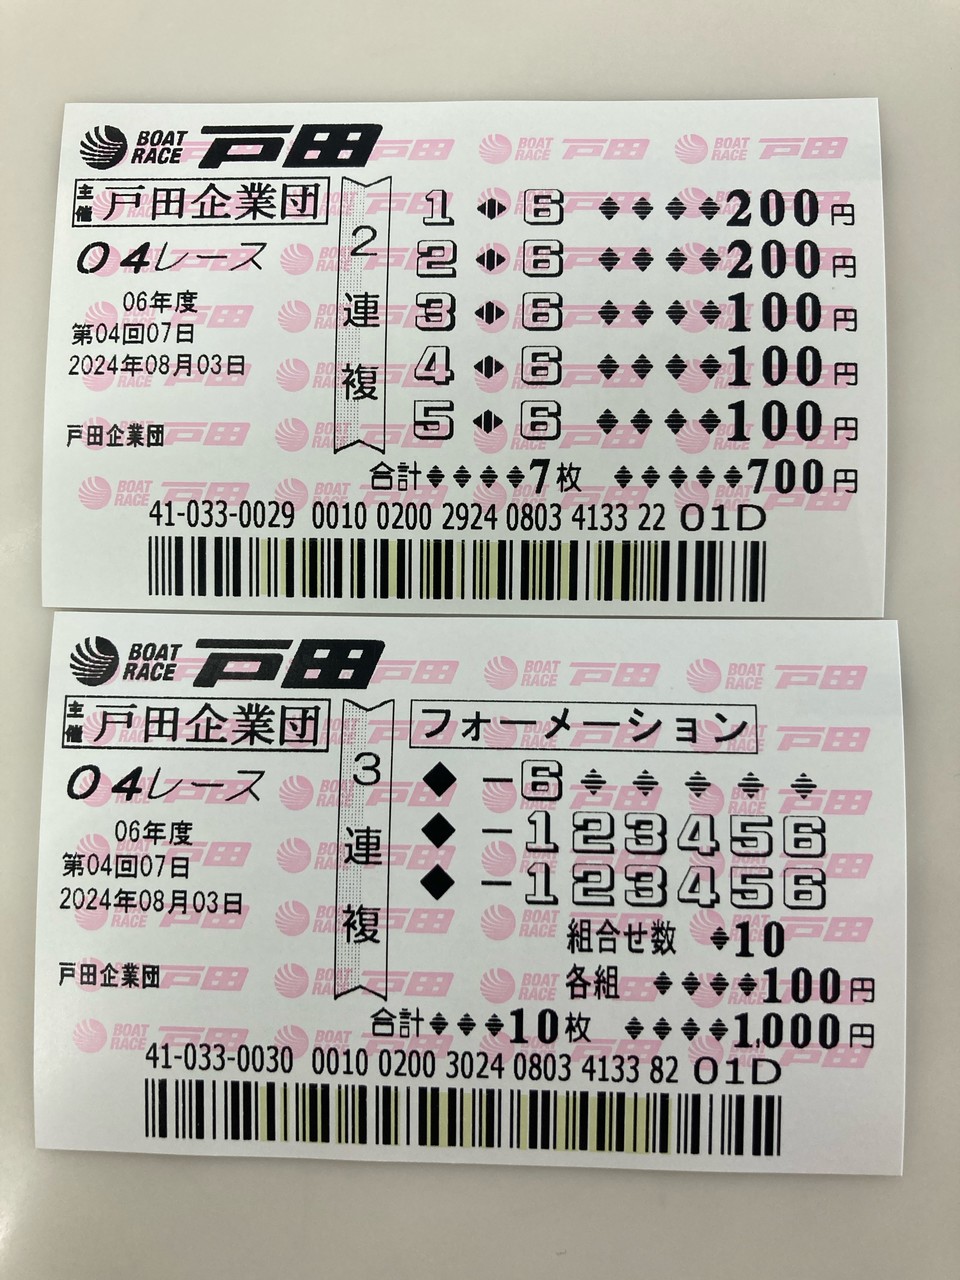 BOAT RACE 戸田
主催 戸田企業団
04レース
06年度
第04回07日
2024年08月03日
戸田企業団
2連複
1 6 200円
2 6 200円
3 6 100円
4 6 100円
5 6 100円
合計 7枚 700円
41-033-0029 0010 0200 2924 0803 4133 22 01D
BOAT RACE 戸田
主催 戸田企業団
04レース
06年度
第04回07日
2024年08月03日
戸田企業団
3連複
フォーメーション
◆ －6
◆ －123456
◆ －123456
組合せ数 10
各組 100円
合計 10枚 1,000円
41-033-0030 0010 0200 3024 0803 4133 82 01D